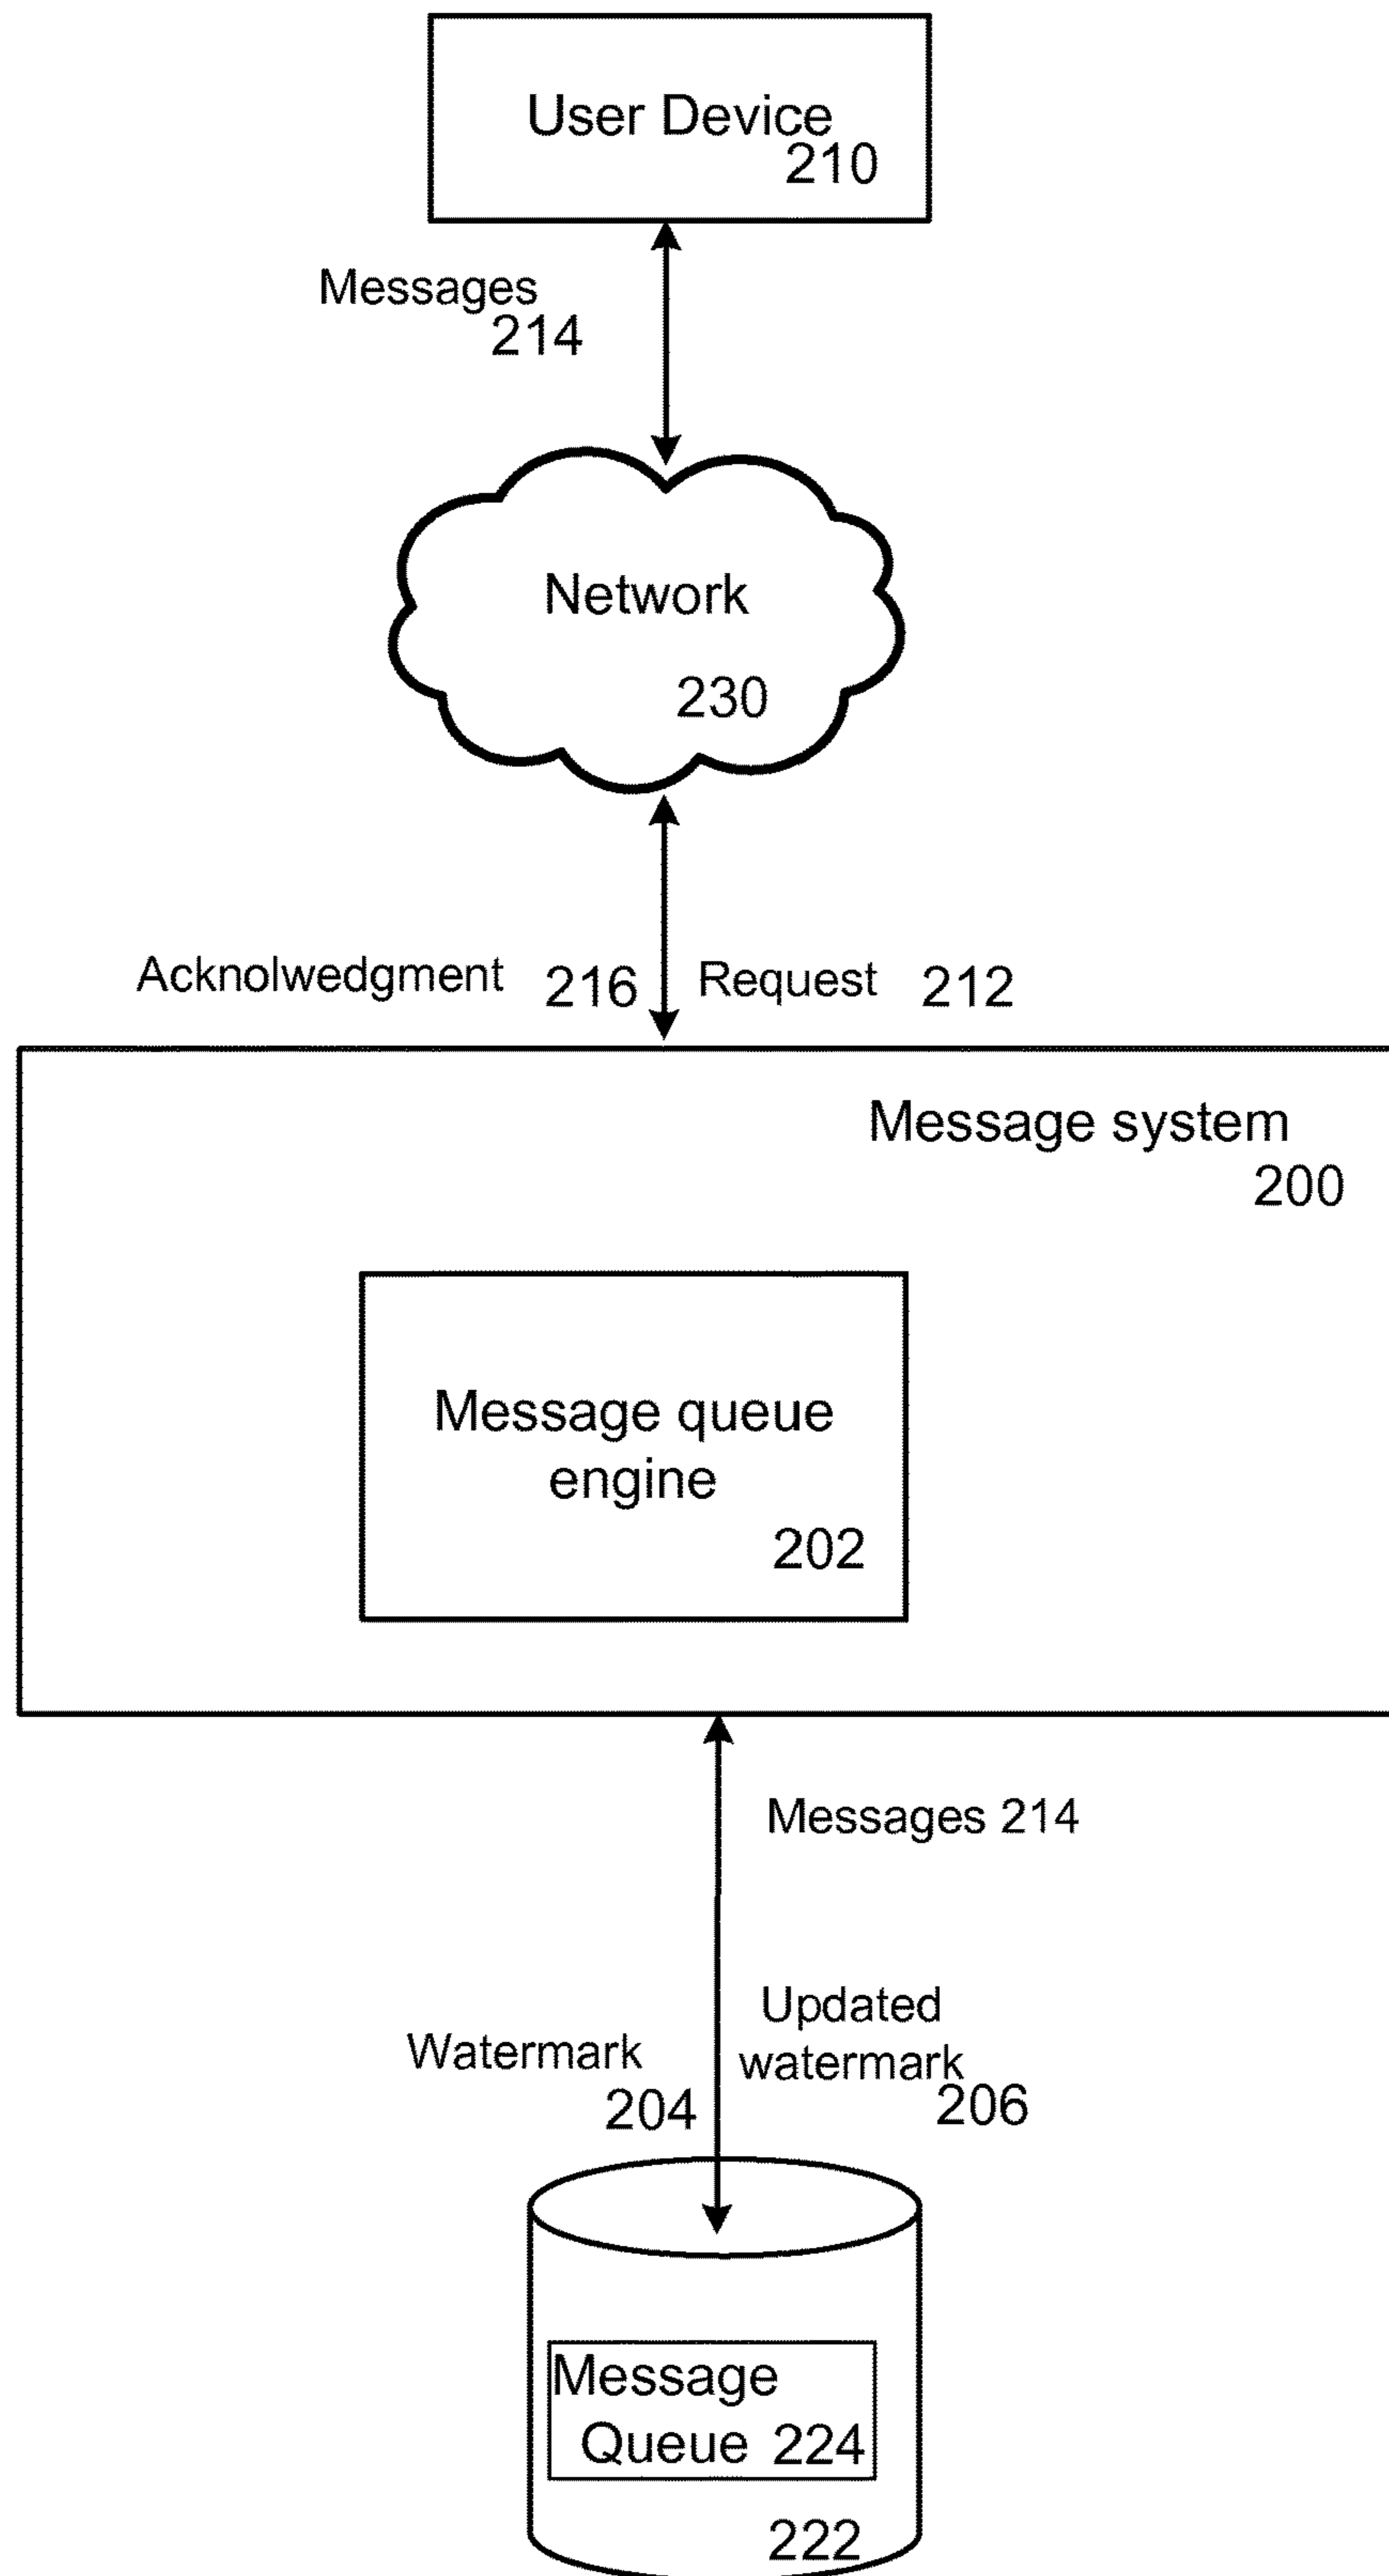 User Device
210
Messages
214
Network
230
Acknolwedgment 216 Request 212
Message system
200
Message queue
engine
202
Messages 214
Updated
Watermark watermark
204 206
Message
Queue 224
222